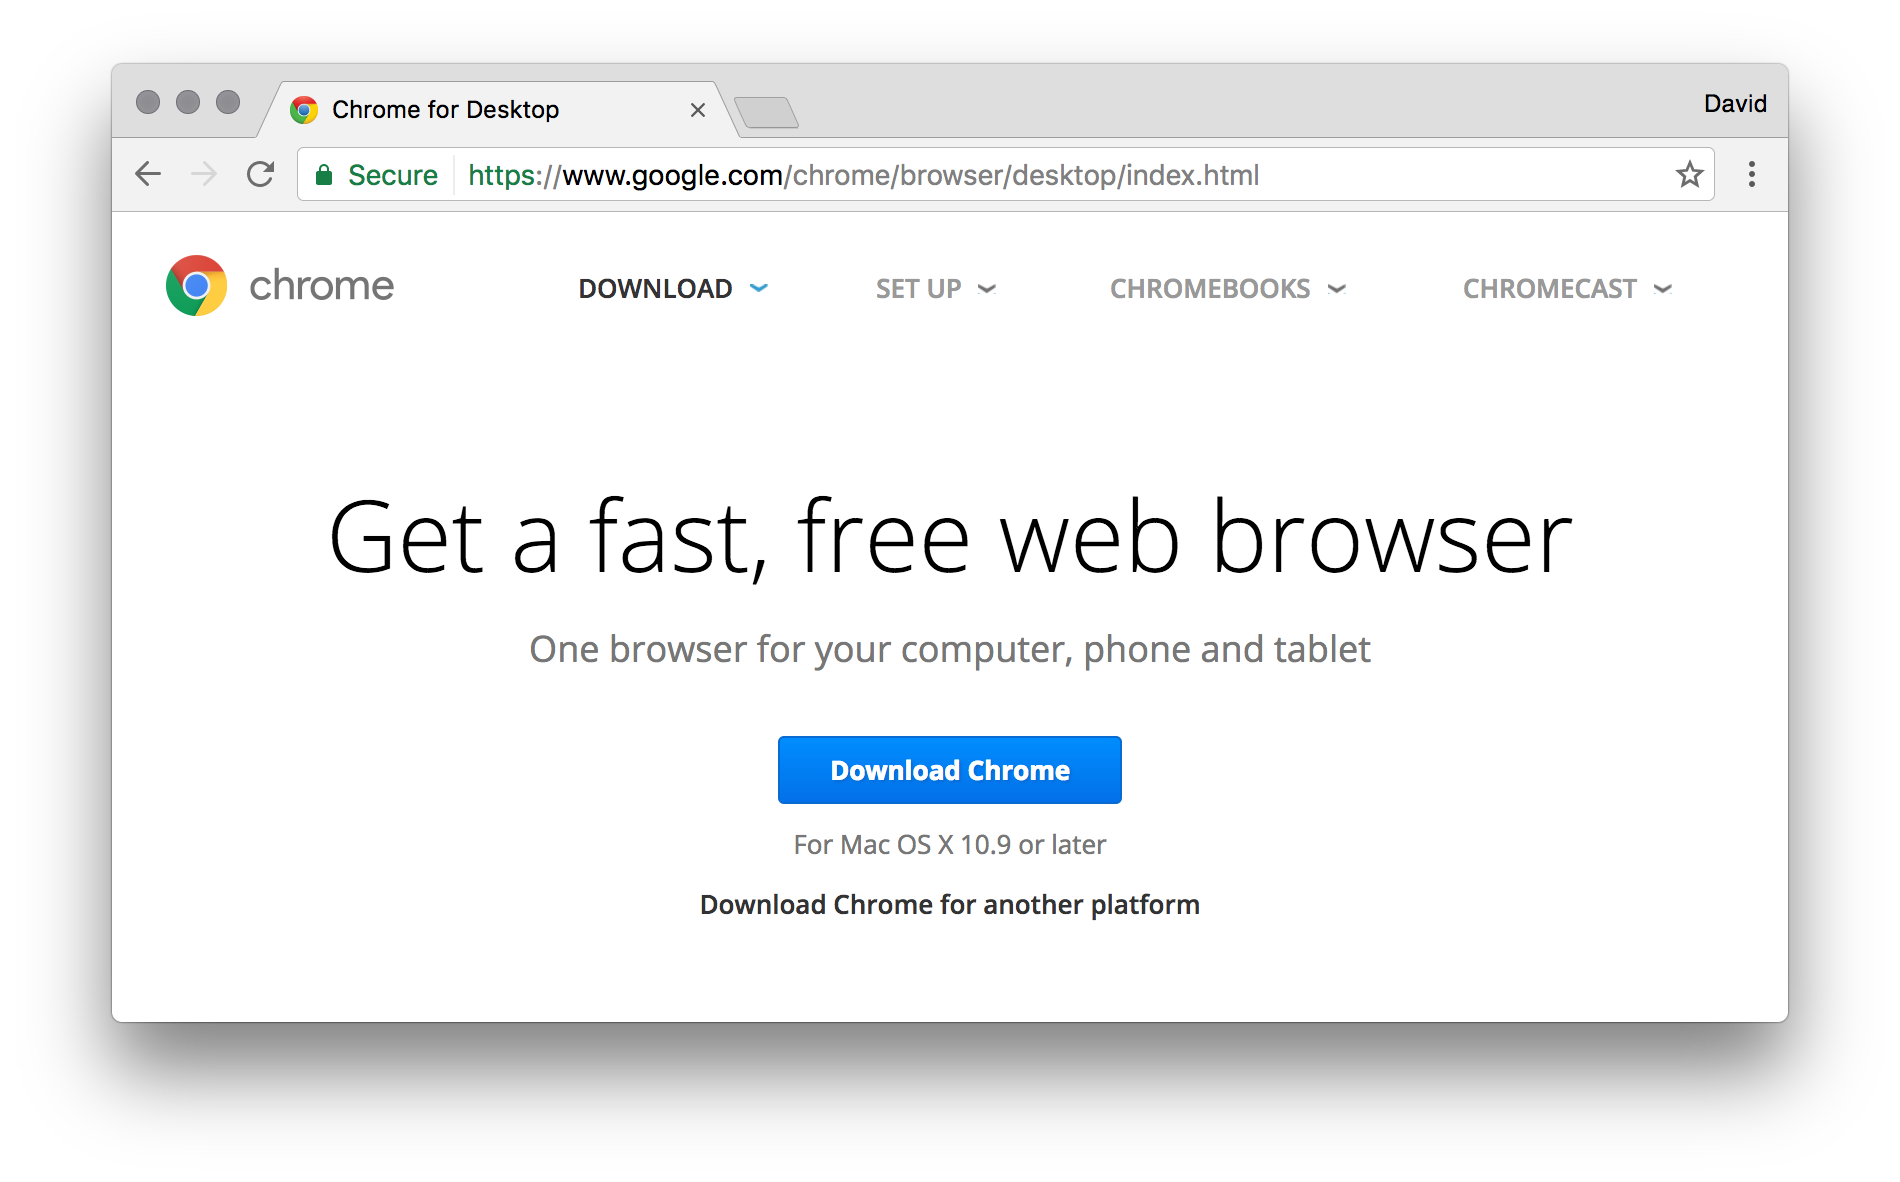 Chrome for Desktop
David
Secure https://www.google.com/chrome/browser/desktop/index.html
chrome DOWNLOAD SET UP CHROMEBOOKS CHROMECAST
Get a fast, free web browser
One browser for your computer, phone and tablet
Download Chrome
For Mac OS X 10.9 or later
Download Chrome for another platform